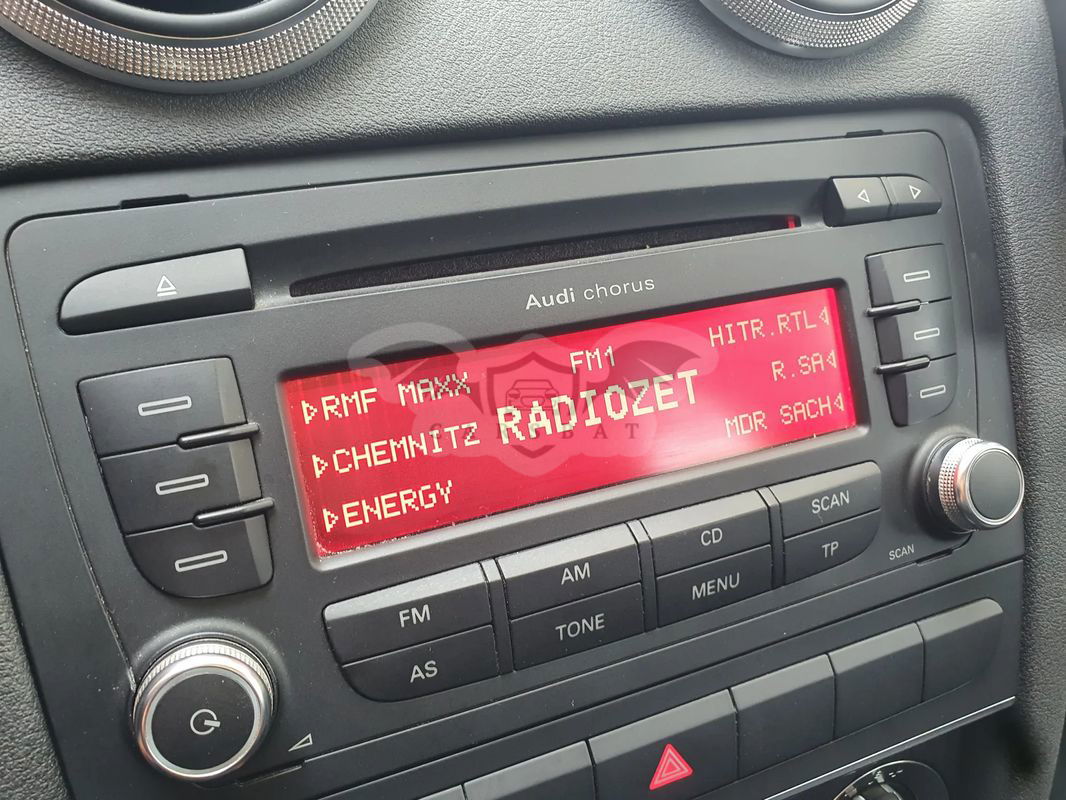 Audi chorus
FM1
HITR.RTL
RMF MAXX
RADIOZET
R.SA
CHEMNITZ
MDR SACH
ENERGY
FM
AM
CD
SCAN
AS
TONE
MENU
TP
SCAN